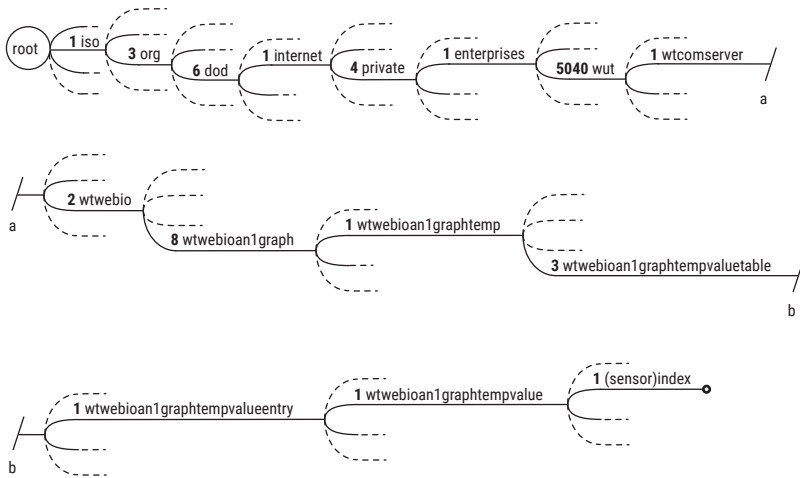 root
1 iso
3 org
6 dod
1 internet
4 private
1 enterprises
5040 wut
1 wtcomserver
a
a
2 wtwebio
8 wtwebioan1graph
1 wtwebioan1graphtemp
3 wtwebioan1graphtempvaluetable
b
b
1 wtwebioan1graphtempvalueentry
1 wtwebioan1graphtempvalue
1 (sensor)index